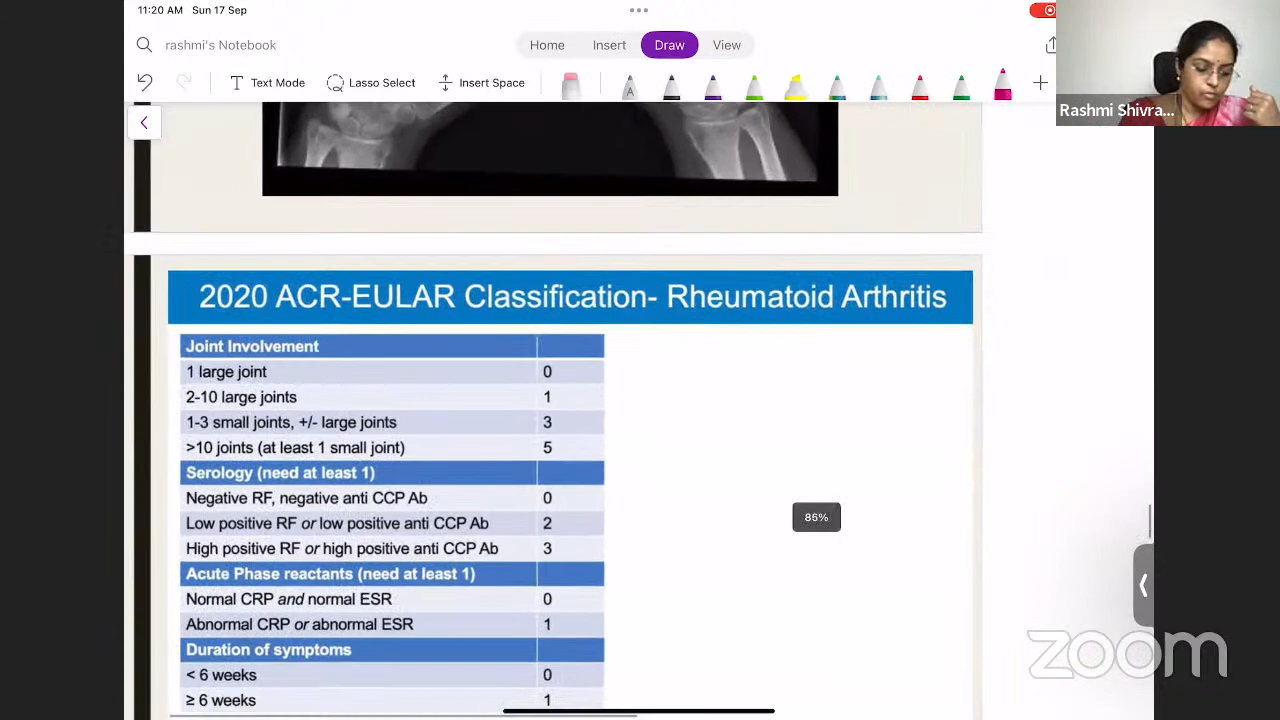 11:20 AM Sun 17 Sep
rashmi's Notebook
Home Insert Draw View
Text Mode Lasso Select Insert Space
A
Rashmi Shivra...
2020 ACR-EULAR Classification- Rheumatoid Arthritis
Joint Involvement
1 large joint 0
2-10 large joints 1
1-3 small joints, +/- large joints 3
>10 joints (at least 1 small joint) 5
Serology (need at least 1)
Negative RF, negative anti CCP Ab 0
Low positive RF or low positive anti CCP Ab 2
High positive RF or high positive anti CCP Ab 3
Acute Phase reactants (need at least 1)
Normal CRP and normal ESR 0
Abnormal CRP or abnormal ESR 1
Duration of symptoms
< 6 weeks 0
≥ 6 weeks 1
86%
zoom